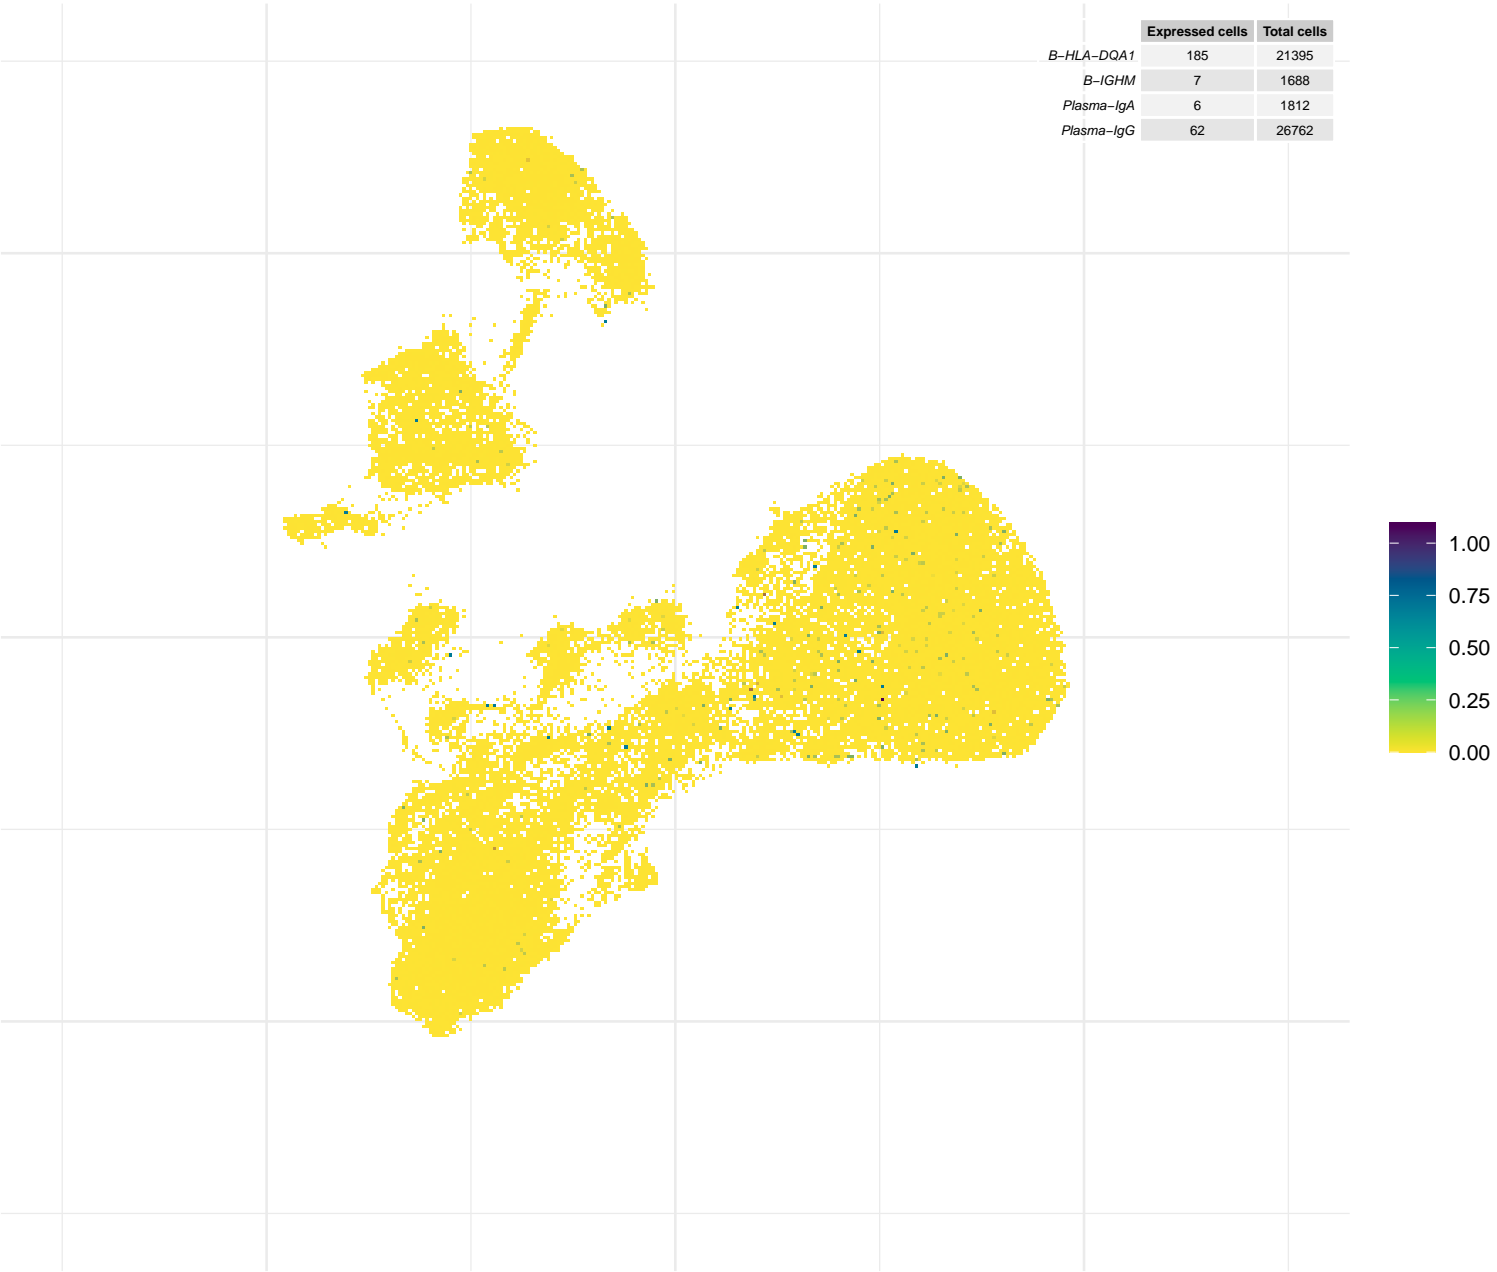 Expressed cells Total cells
B−HLA−DQA1 185 21395
B−IGHM 7 1688
Plasma−IgA 6 1812
Plasma−IgG 62 26762
1.00
0.75
0.50
0.25
0.00